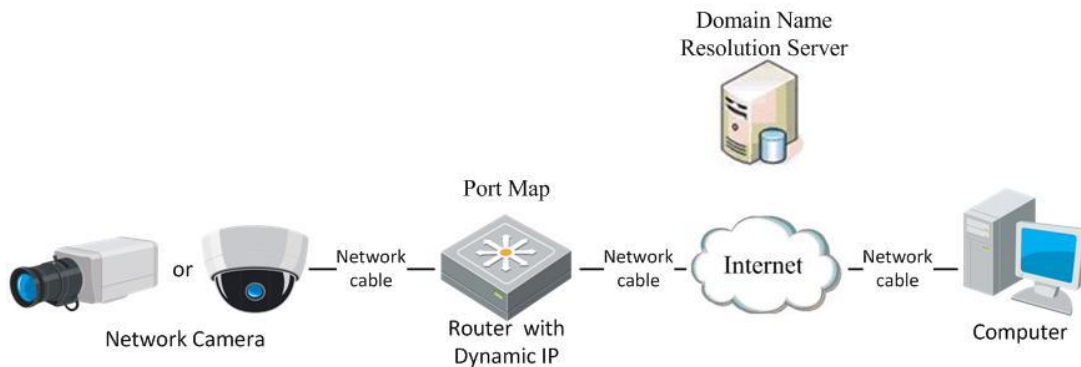 Domain Name
Resolution Server
Port Map
or
Network
cable
Network
cable
Internet
Network
cable
Network Camera
Router with
Dynamic IP
Computer